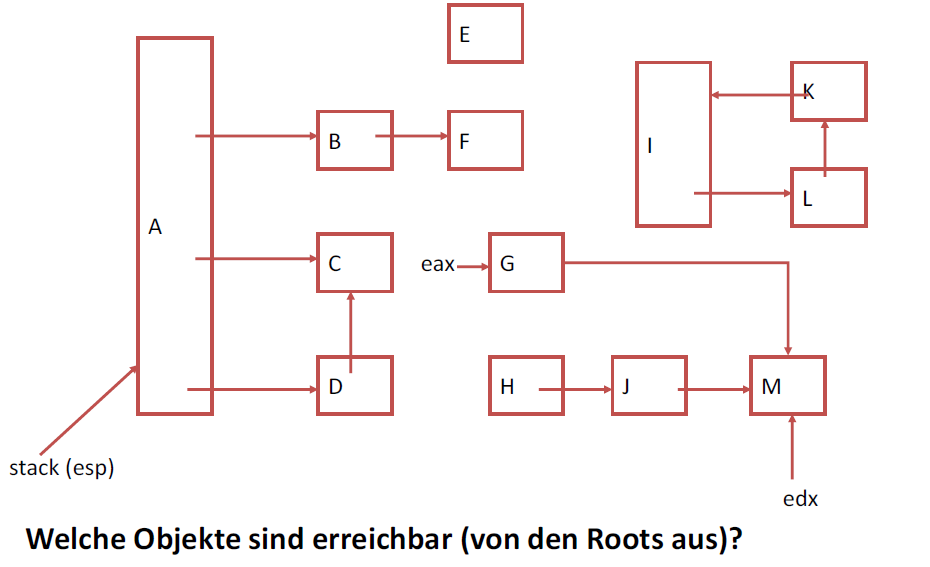 E
K
I
B
F
L
A
C
eax
G
D
H
J
M
stack (esp)
edx
Welche Objekte sind erreichbar (von den Roots aus)?